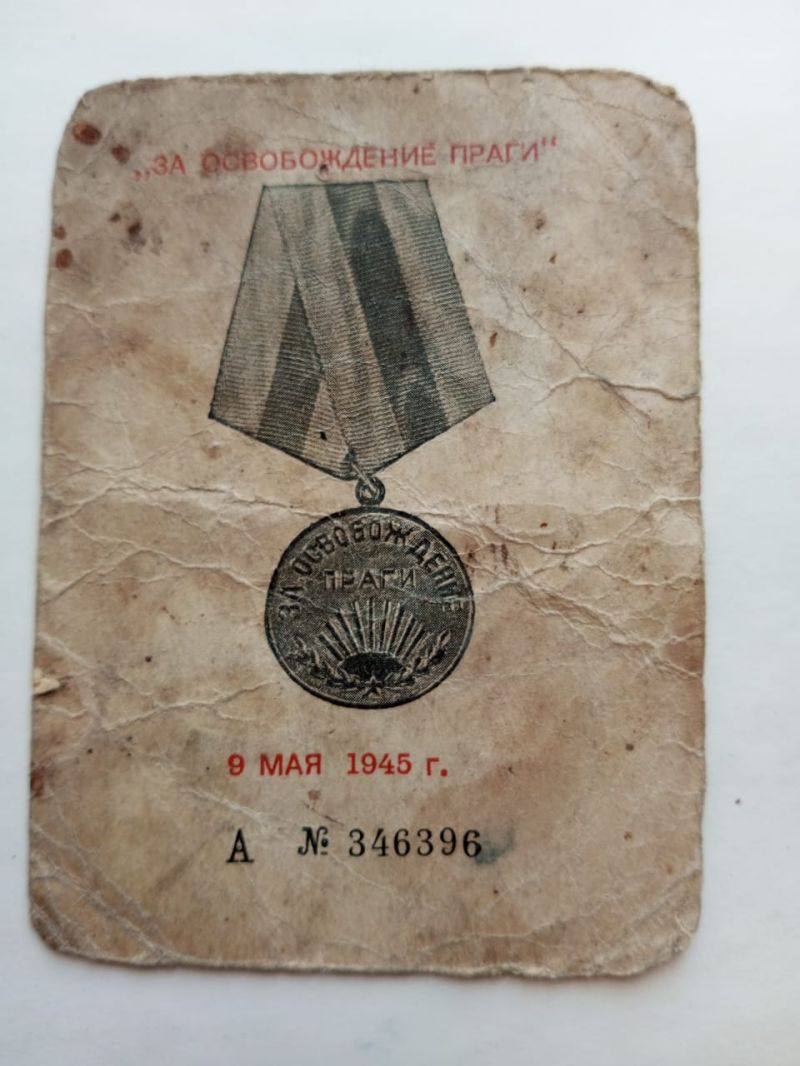 „ЗА ОСВОБОЖДЕНИЕ ПРАГИ"
ЗА ОСВОБОЖДЕНИЕ
ПРАГИ
9 МАЯ 1945 г.
А № 346396